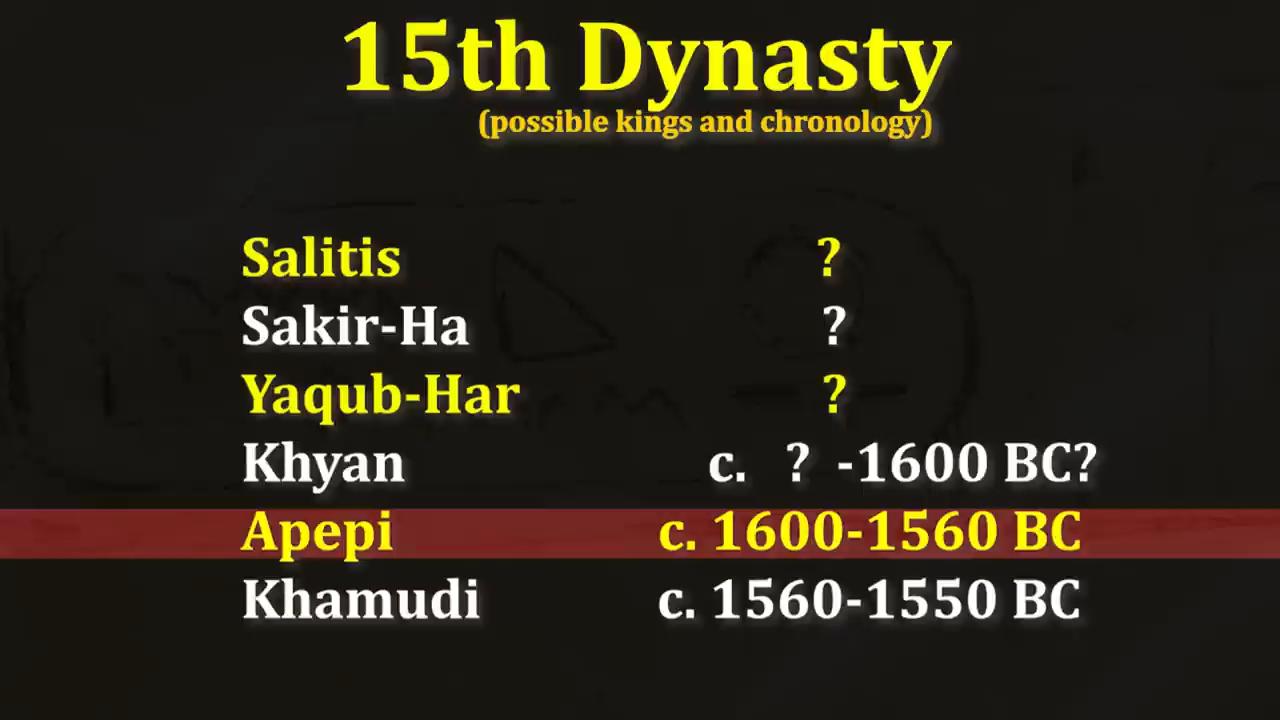 15th Dynasty
(possible kings and chronology)
Salitis ?
Sakir-Ha ?
Yaqub-Har ?
Khyan c. ? -1600 BC?
Apepi c. 1600-1560 BC
Khamudi c. 1560-1550 BC